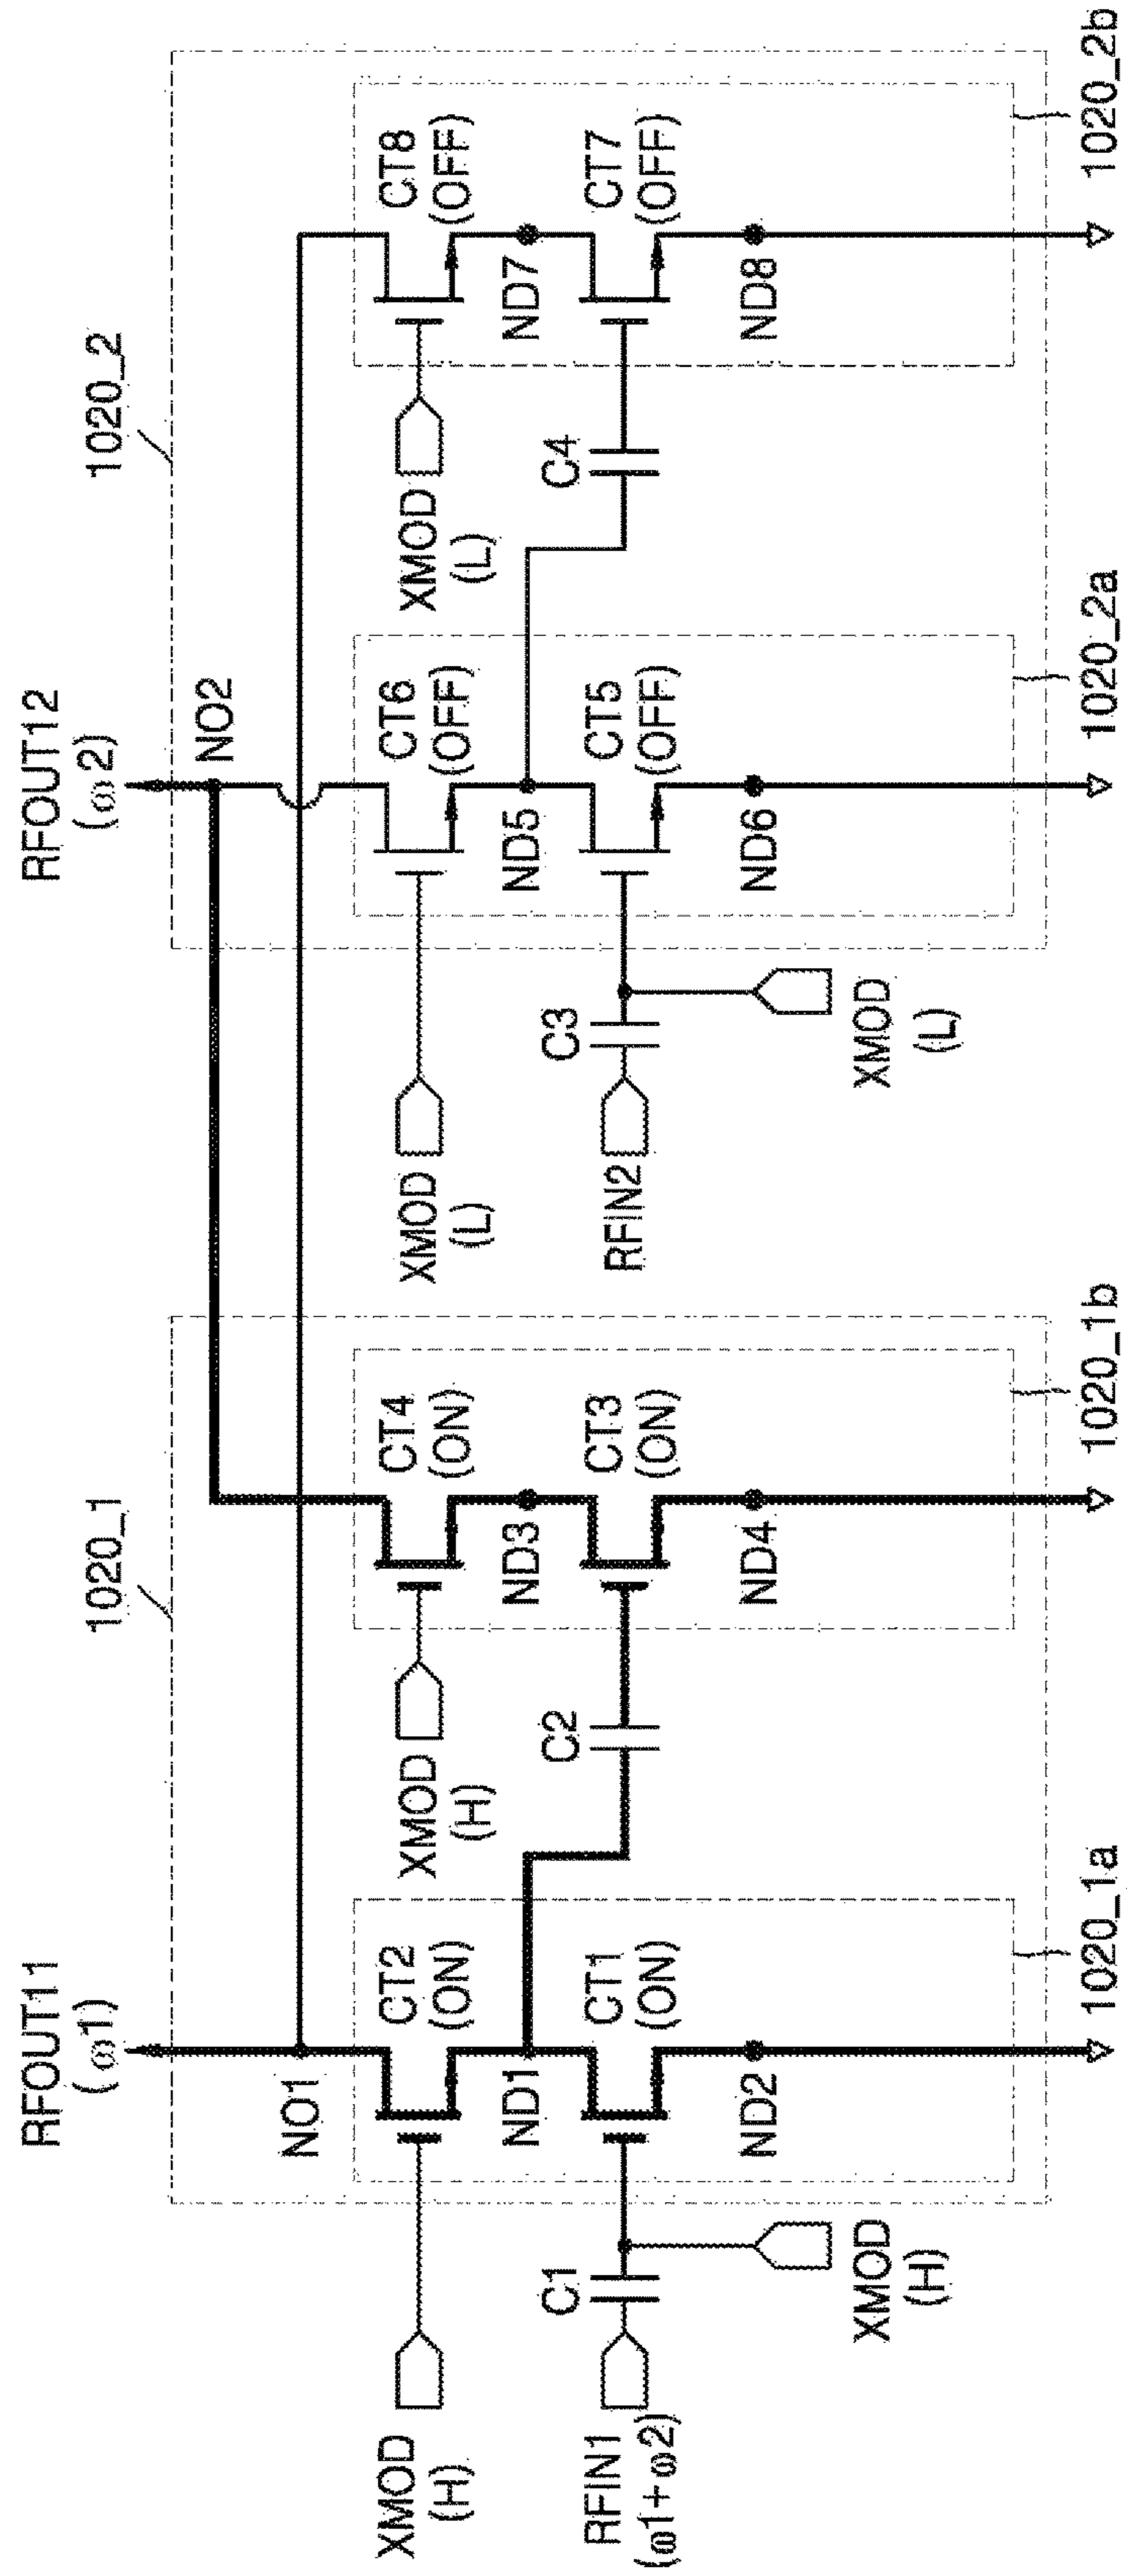 RFOUT11
(ω1)
RFOUT12
(ω2)
1020_1
1020_2
NO1
NO2
XMOD
(H)
CT2
(ON)
XMOD
(H)
CT4
(ON)
XMOD
(L)
CT6
(OFF)
XMOD
(L)
CT8
(OFF)
ND1
ND3
ND5
ND7
RFIN1
(ω1+ω2)
C1
CT1
(ON)
C2
CT3
(ON)
RFIN2
C3
CT5
(OFF)
C4
CT7
(OFF)
XMOD
(H)
ND2
ND4
XMOD
(L)
ND6
ND8
1020_1a
1020_1b
1020_2a
1020_2b